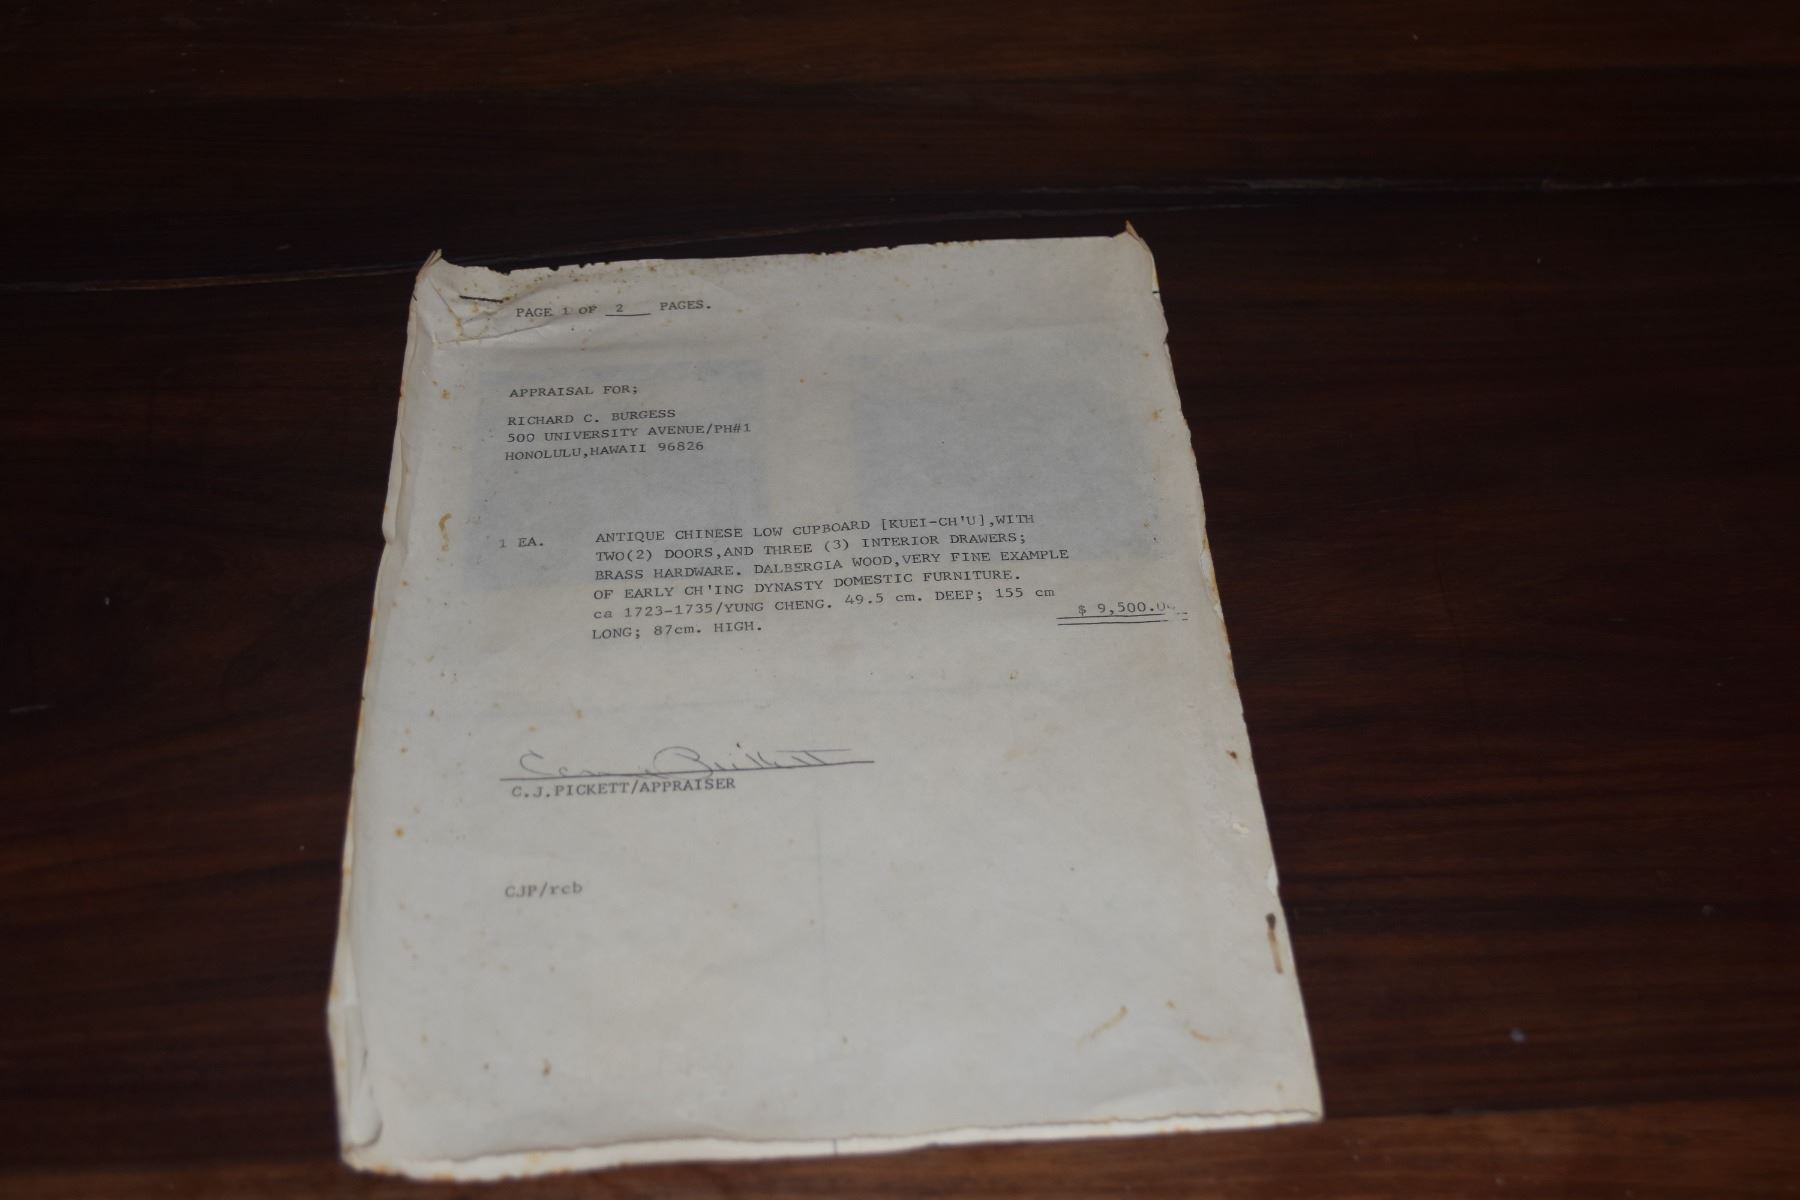 PAGE 1 OF 2 PAGES.
APPRAISAL FOR;
RICHARD C. BURGESS
500 UNIVERSITY AVENUE/PH#1
HONOLULU,HAWAII 96826
1 EA. ANTIQUE CHINESE LOW CUPBOARD [KUEI-CH'U],WITH
TWO(2) DOORS,AND THREE (3) INTERIOR DRAWERS;
BRASS HARDWARE. DALBERGIA WOOD,VERY FINE EXAMPLE
OF EARLY CH'ING DYNASTY DOMESTIC FURNITURE.
ca 1723-1735/YUNG CHENG. 49.5 cm. DEEP; 155 cm
LONG; 87cm. HIGH. $ 9,500.0
C.J.PICKETT/APPRAISER
CJP/rcb